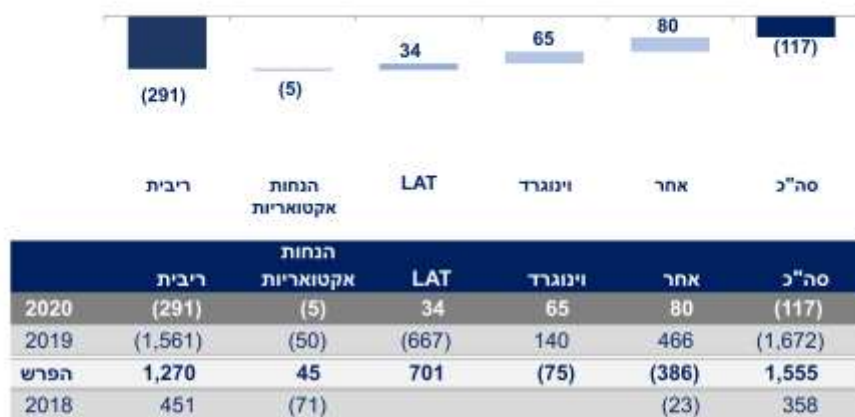 (291) (5) 34 65 80 (117)
ריבית הנחות אקטואריות LAT וינוגרד אחר סה"כ
ריבית הנחות אקטואריות LAT וינוגרד אחר סה"כ
2020 (291) (5) 34 65 80 (117)
2019 (1,561) (50) (667) 140 466 (1,672)
הפרש 1,270 45 701 (75) (386) 1,555
2018 451 (71) (23) 358